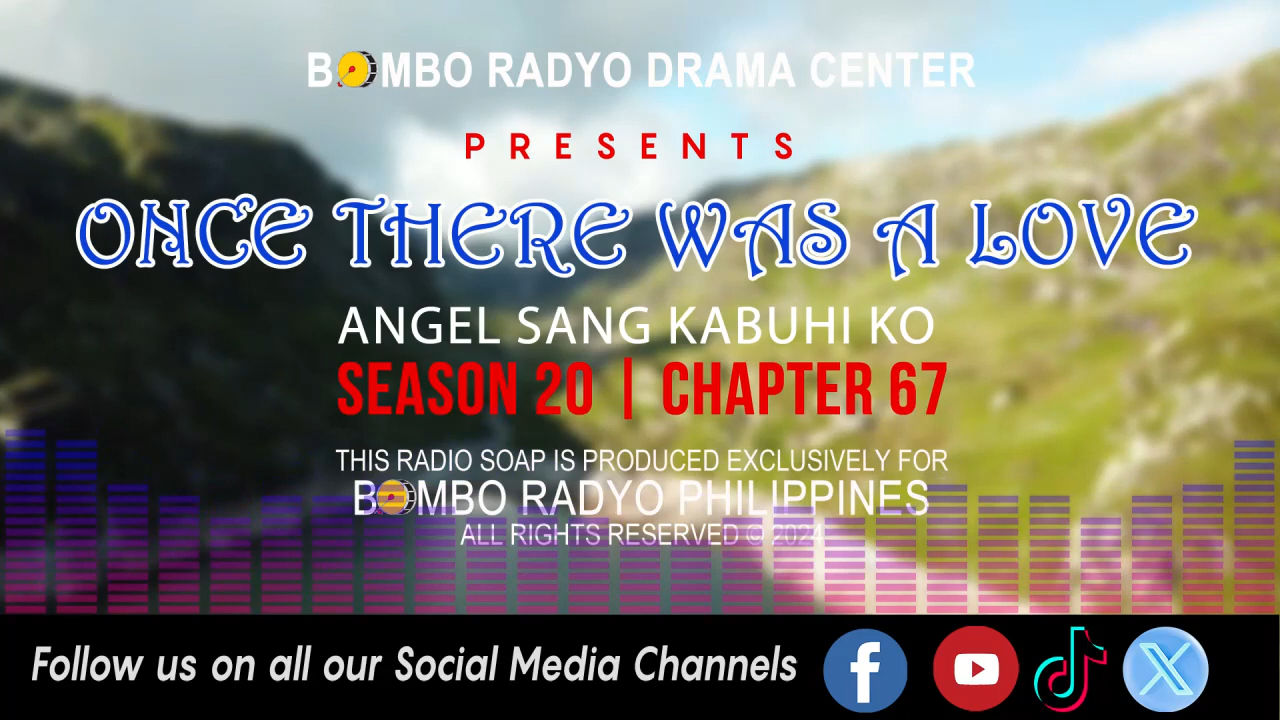 BOMBO RADYO DRAMA CENTER
PRESENTS
ONCE THERE WAS A LOVE
ANGEL SANG KABUHI KO
SEASON 20 | CHAPTER 67
THIS RADIO SOAP IS PRODUCED EXCLUSIVELY FOR
BOMBO RADYO PHILIPPINES
ALL RIGHTS RESERVED © 2024
Follow us on all our Social Media Channels